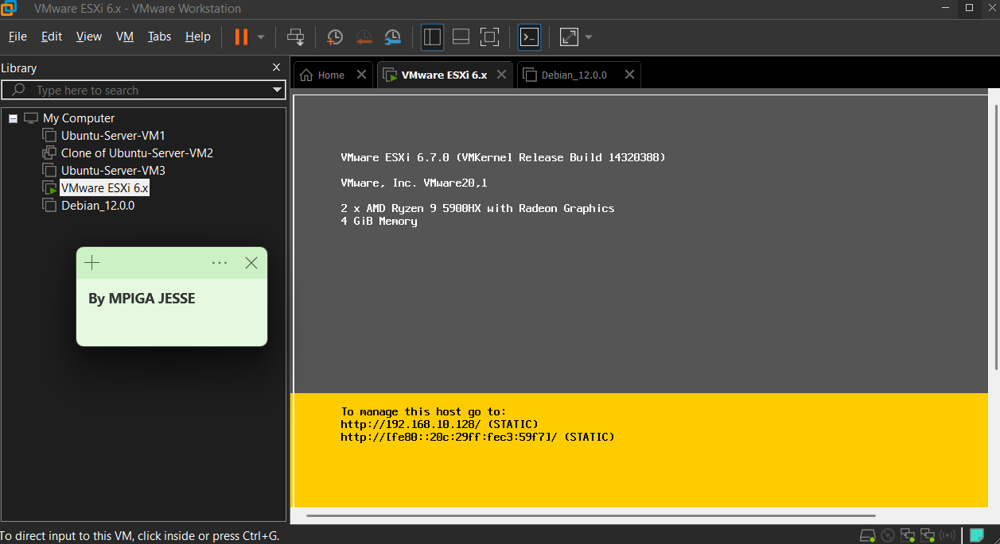 VMware ESXi 6.x - VMware Workstation
File Edit View VM Tabs Help
Library
Type here to search
My Computer
Ubuntu-Server-VM1
Clone of Ubuntu-Server-VM2
Ubuntu-Server-VM3
VMware ESXi 6.x
Debian_12.0.0
By MPIGA JESSE
Home VMware ESXi 6.x Debian_12.0.0
VMware ESXi 6.7.0 (VMKernel Release Build 14320388)
VMware, Inc. VMware20,1
2 x AMD Ryzen 9 5900HX with Radeon Graphics
4 GiB Memory
To manage this host go to:
http://192.168.10.128/ (STATIC)
http://[fe80::20c:29ff:fec3:59f7]/ (STATIC)
To direct input to this VM, click inside or press Ctrl+G.